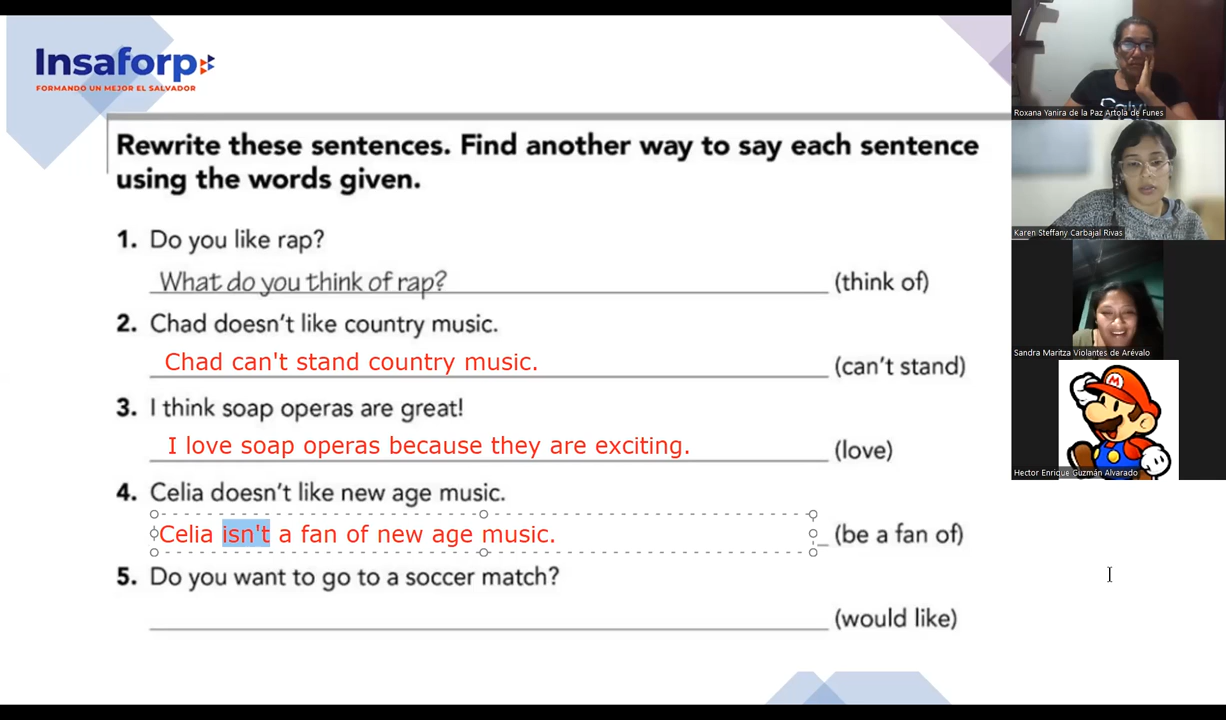 Insaforp
FORMANDO UN MEJOR EL SALVADOR
Rewrite these sentences. Find another way to say each sentence
using the words given.
1. Do you like rap?
What do you think of rap? (think of)
2. Chad doesn't like country music.
Chad can't stand country music. (can't stand)
3. I think soap operas are great!
I love soap operas because they are exciting. (love)
4. Celia doesn't like new age music.
Celia isn't a fan of new age music. (be a fan of)
5. Do you want to go to a soccer match?
(would like)
Roxana Yanira de la Paz Artola de Funes
Karen Steffany Carbajal Rivas
Sandra Maritza Violantes de Arévalo
M
Hector Enrique Guzmán Alvarado